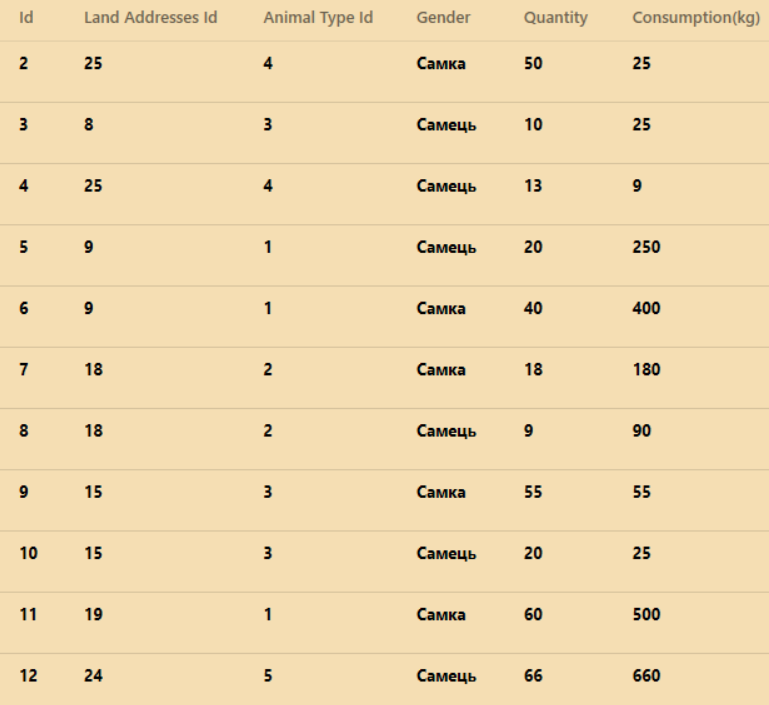 Id Land Addresses Id Animal Type Id Gender Quantity Consumption(kg)
2 25 4 Самка 50 25
3 8 3 Самець 10 25
4 25 4 Самець 13 9
5 9 1 Самець 20 250
6 9 1 Самка 40 400
7 18 2 Самка 18 180
8 18 2 Самець 9 90
9 15 3 Самка 55 55
10 15 3 Самець 20 25
11 19 1 Самка 60 500
12 24 5 Самець 66 660